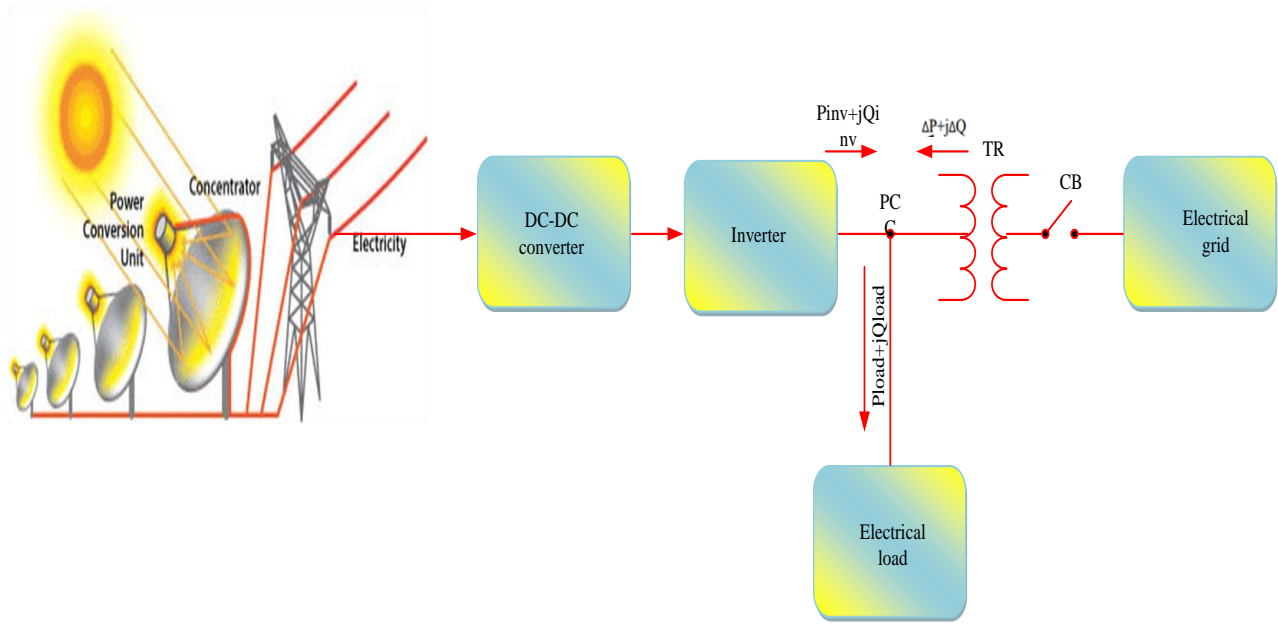 Concentrator
Power
Conversion
Unit
Electricity
DC-DC
converter
Inverter
Pinv+jQi
nv
ΔP+jΔQ
TR
PC
C
CB
Electrical
grid
Pload+jQload
Electrical
load